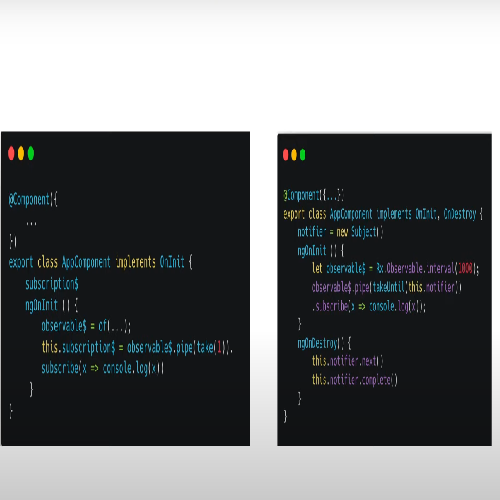 @Component({
...
})
export class AppComponent implements OnInit {
subscription$
ngOnInit () {
observable$ = of(...);
this.subscription$ = observable$.pipe(take(1)).
subscribe(x => console.log(x))
}
}
@Component({...})
export class AppComponent implements OnInit, OnDestroy {
notifier = new Subject()
ngOnInit () {
let observable$ = Rx.Observable.interval(1000);
observable$.pipe(takeUntil(this.notifier))
.subscribe(x => console.log(x));
}
ngOnDestroy() {
this.notifier.next()
this.notifier.complete()
}
}